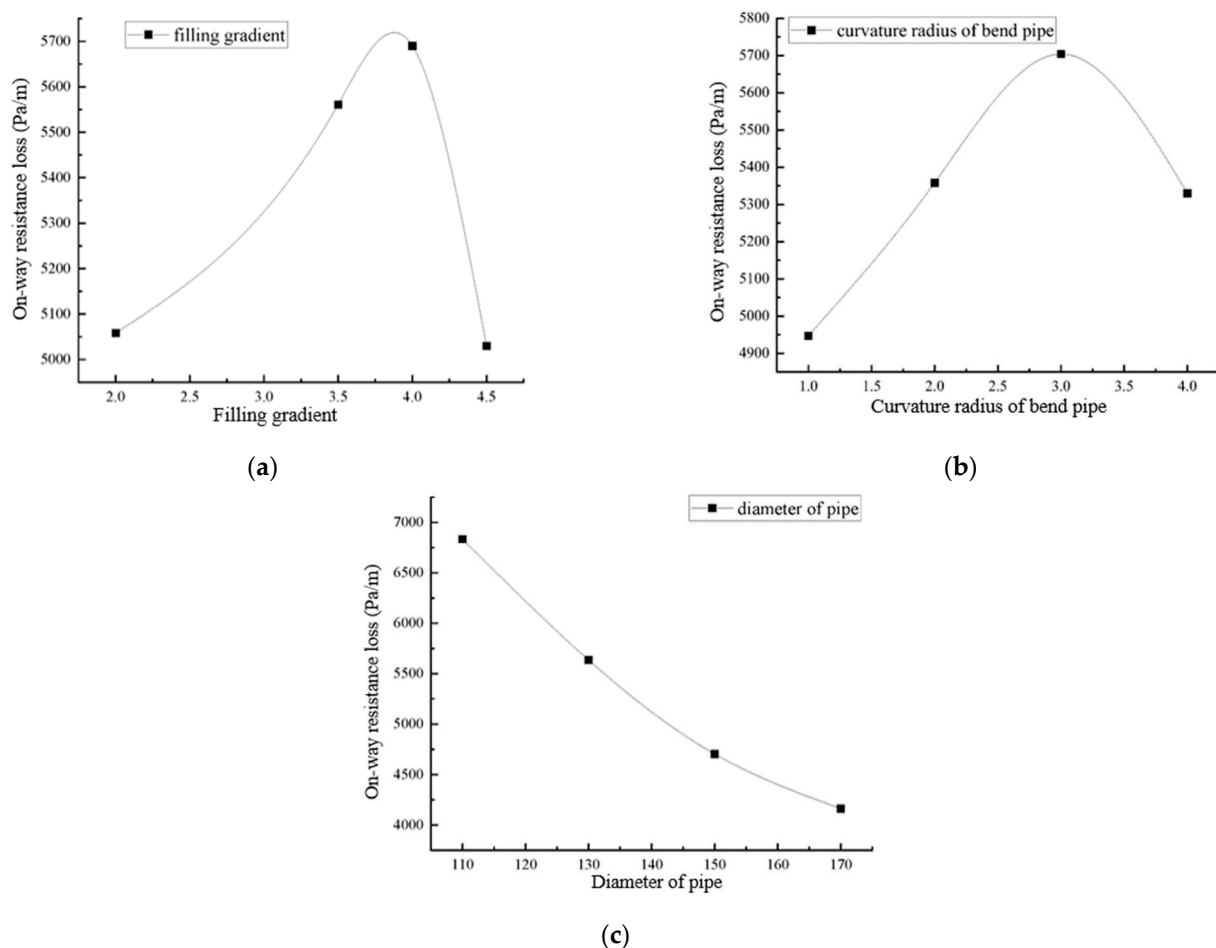 filling gradient
On-way resistance loss (Pa/m)
5700
5600
5500
5400
5300
5200
5100
5000
2.0 2.5 3.0 3.5 4.0 4.5
Filling gradient
(a)
curvature radius of bend pipe
On-way resistance loss (Pa/m)
5800
5700
5600
5500
5400
5300
5200
5100
5000
4900
1.0 1.5 2.0 2.5 3.0 3.5 4.0
Curvature radius of bend pipe
(b)
diameter of pipe
On-way resistance loss (Pa/m)
7000
6500
6000
5500
5000
4500
4000
110 120 130 140 150 160 170
Diameter of pipe
(c)